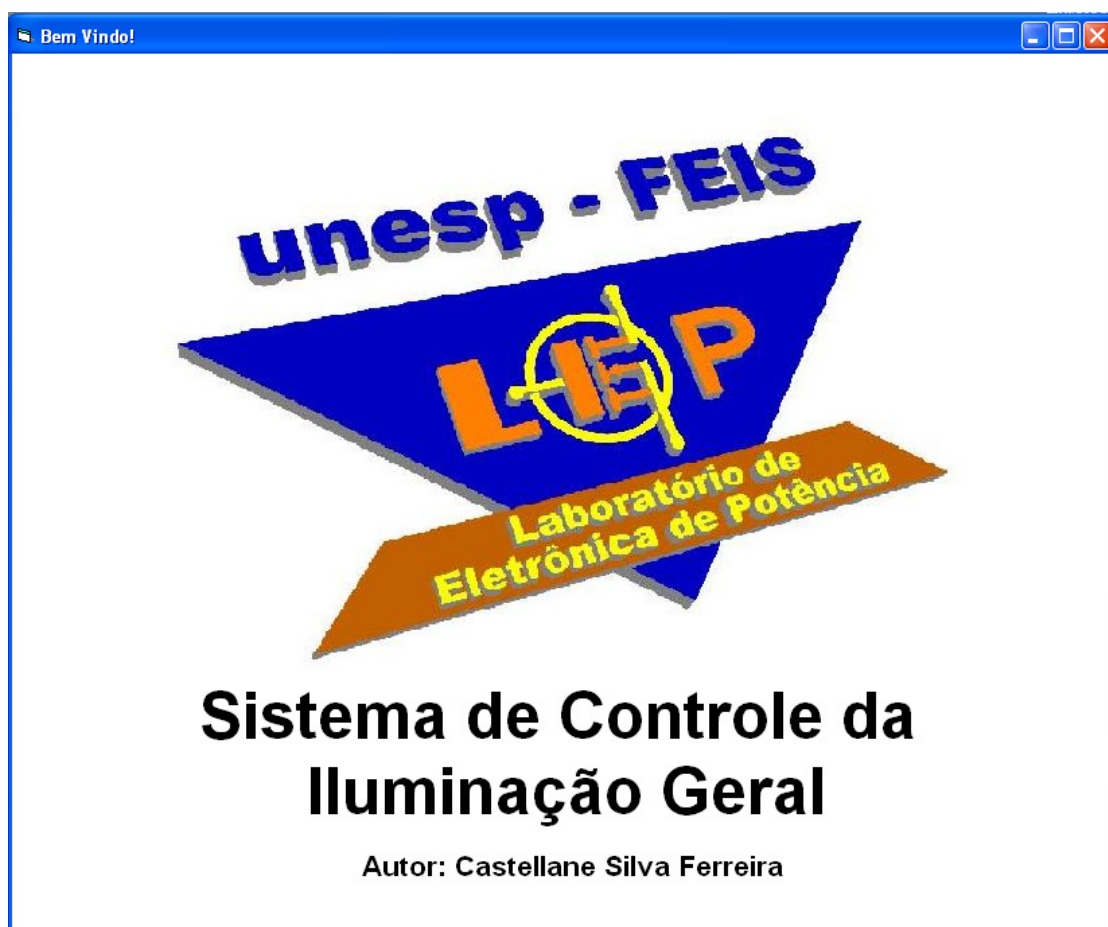 Bem Vindo!
unesp - FEIS
LEP
Laboratório de
Eletrônica de Potência
Sistema de Controle da
Iluminação Geral
Autor: Castellane Silva Ferreira